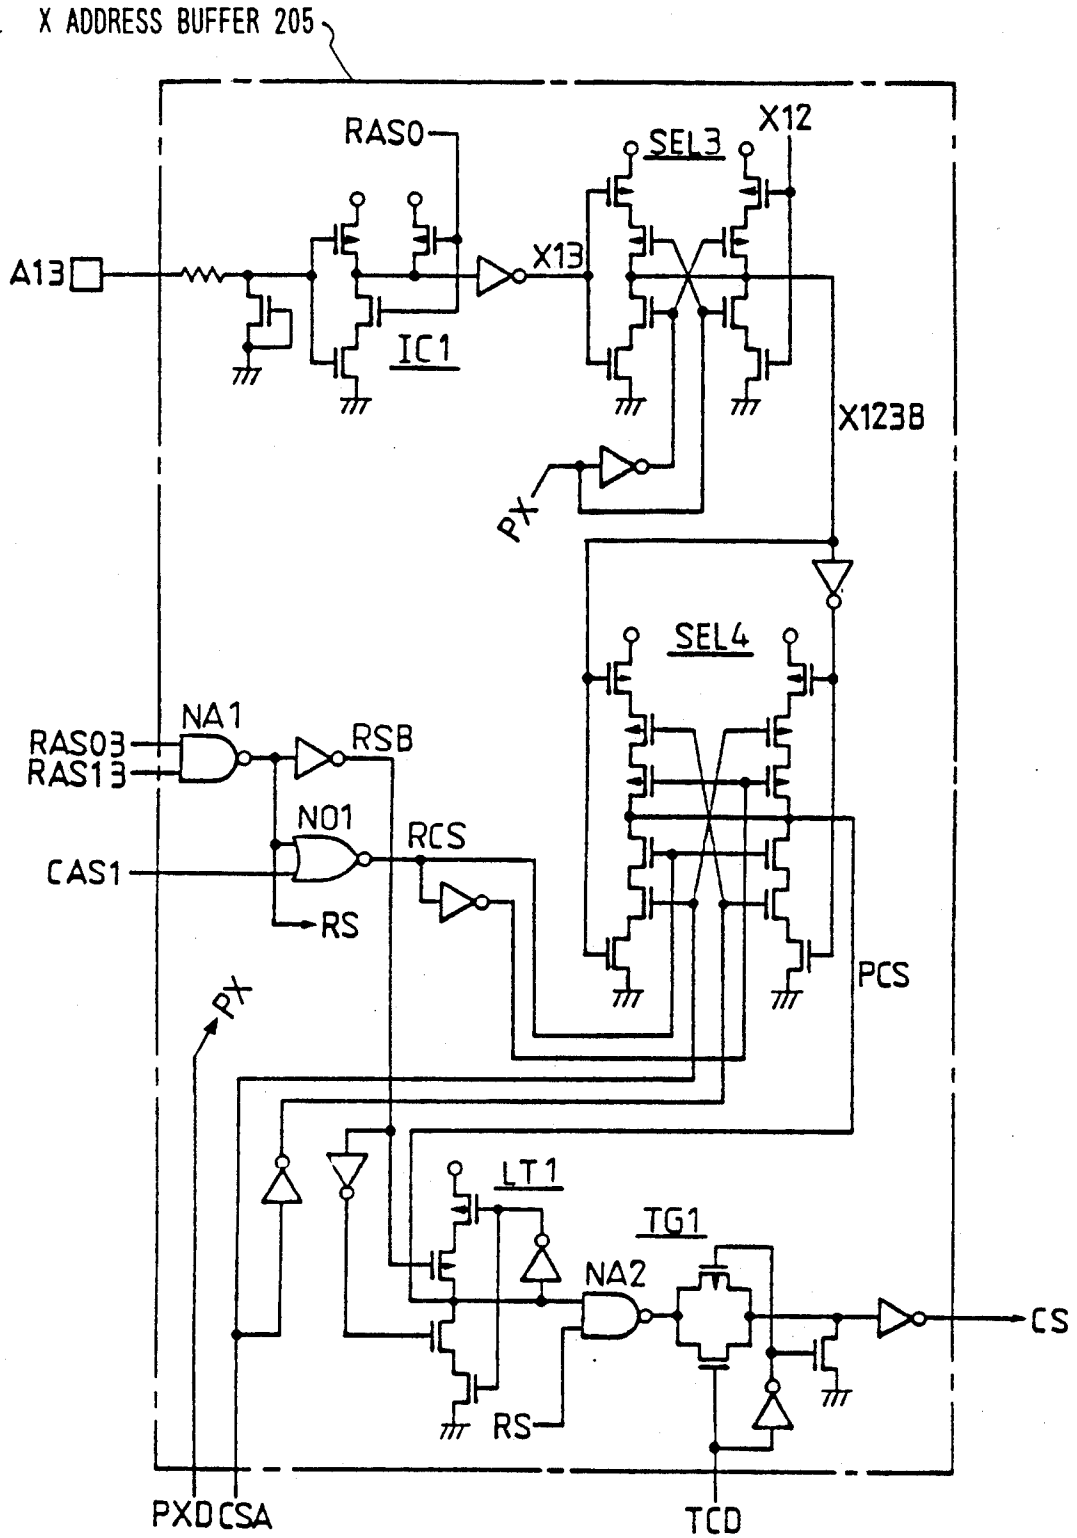 X ADDRESS BUFFER 205
X12
RAS0
SEL3
A13
X13
IC1
X123B
PX
SEL4
NA1
RAS03
RSB
RAS13
NO1
RCS
CAS1
RS
PCS
PX
LT1
TG1
NA2
CS
RS
PXD CSA
TCD